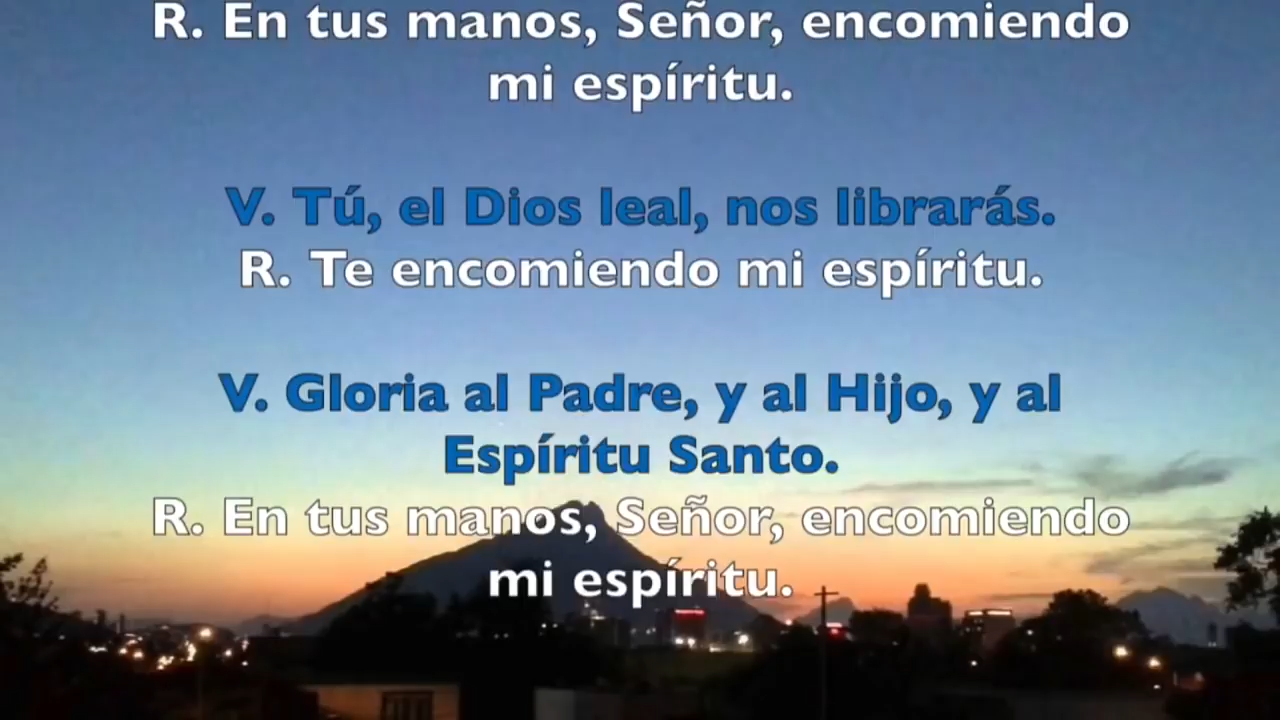 R. En tus manos, Señor, encomiendo
mi espíritu.
V. Tú, el Dios leal, nos librarás.
R. Te encomiendo mi espíritu.
V. Gloria al Padre, y al Hijo, y al
Espíritu Santo.
R. En tus manos, Señor, encomiendo
mi espíritu.